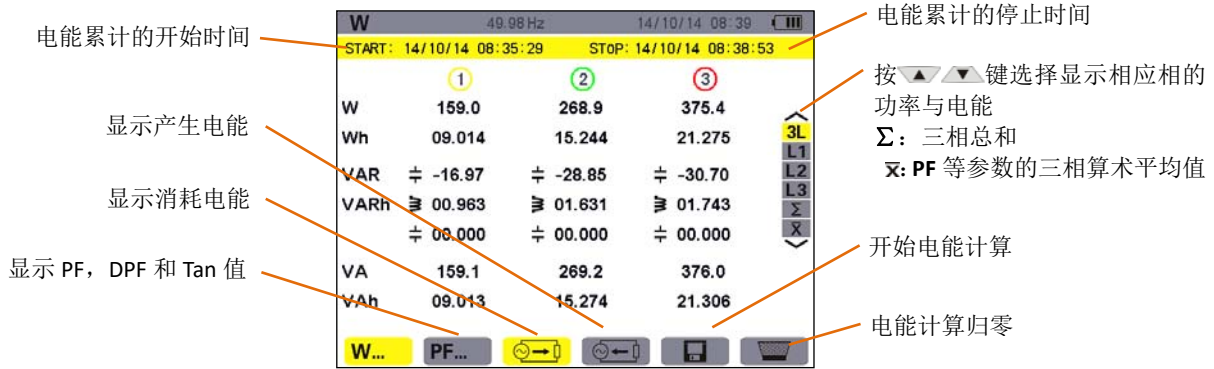 电能累计的开始时间
显示产生电能
显示消耗电能
显示 PF，DPF 和 Tan 值
W 49.98 Hz 14/10/14 08:39
START: 14/10/14 08:35:29 STOP: 14/10/14 08:38:53
1 2 3
W 159.0 268.9 375.4
Wh 09.014 15.244 21.275
VAR -16.97 -28.85 -30.70
VARh 00.963 01.631 01.743
00.000 00.000 00.000
VA 159.1 269.2 376.0
VAh 09.013 15.274 21.306
3L
L1
L2
L3
Σ
x̅
W... PF...
电能累计的停止时间
按 键选择显示相应相的
功率与电能
Σ：三相总和
x̅: PF 等参数的三相算术平均值
开始电能计算
电能计算归零